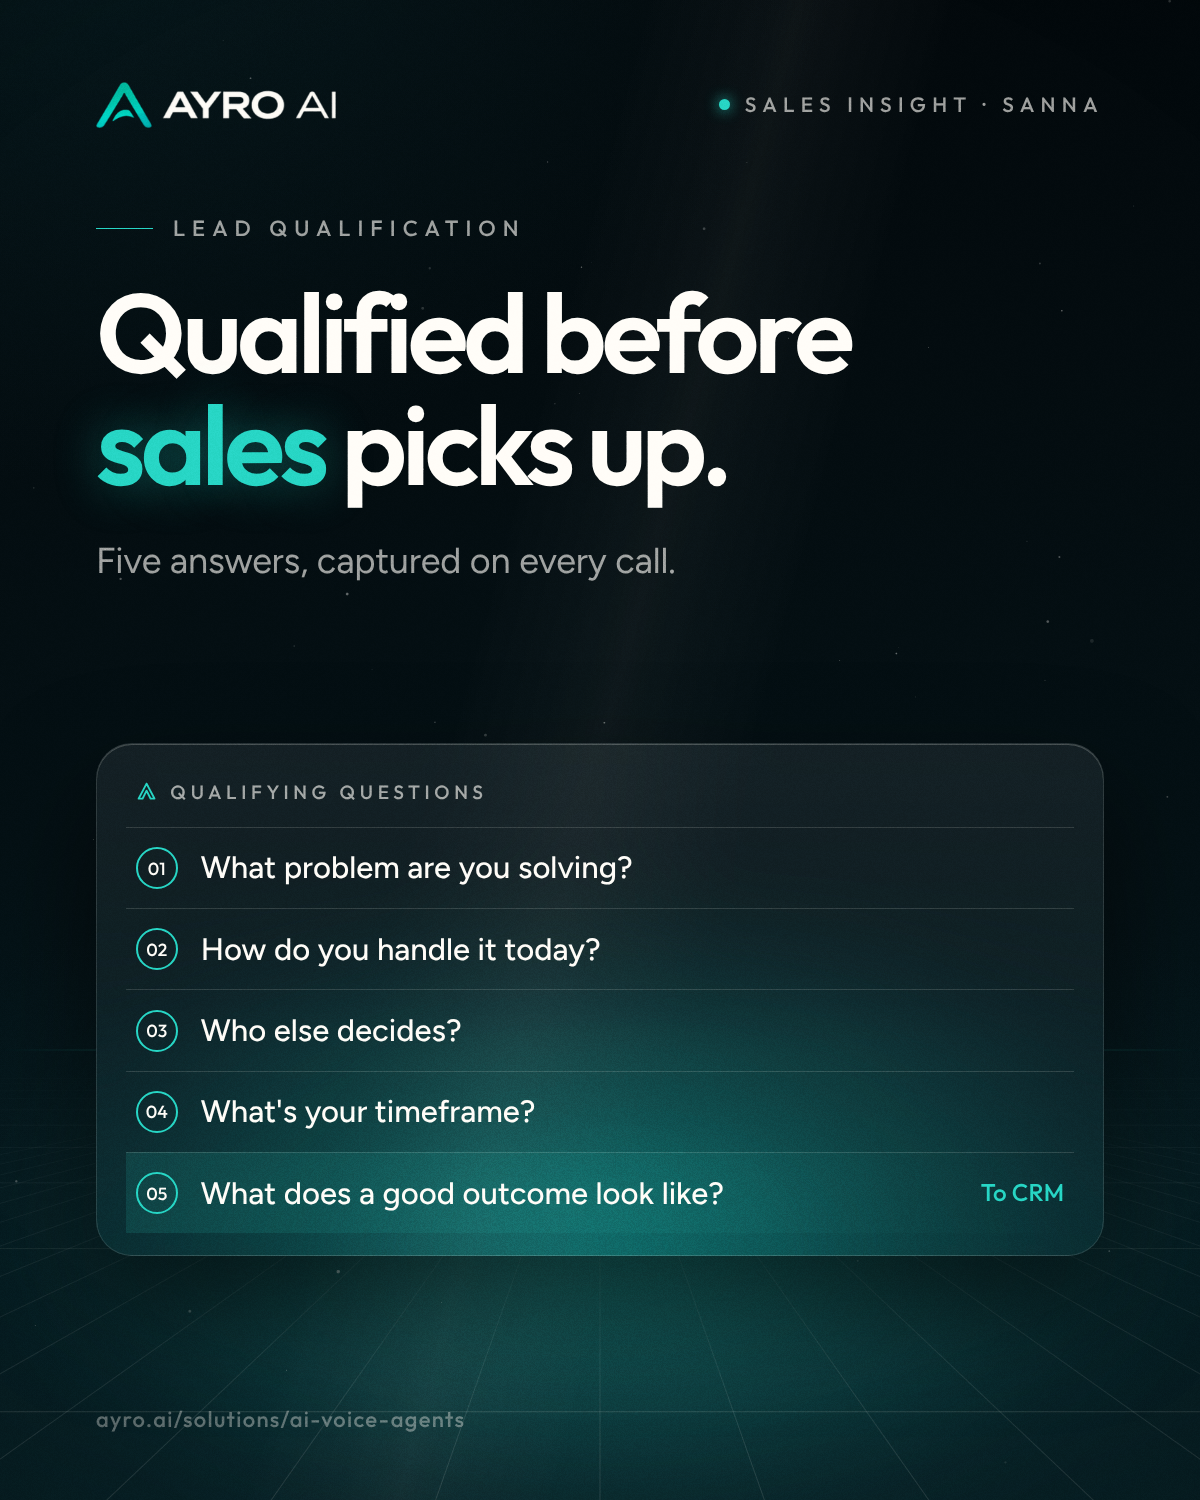 AYRO AI
SALES INSIGHT · SANNA
LEAD QUALIFICATION
Qualified before
sales picks up.
Five answers, captured on every call.
QUALIFYING QUESTIONS
01 What problem are you solving?
02 How do you handle it today?
03 Who else decides?
04 What's your timeframe?
05 What does a good outcome look like? To CRM
ayro.ai/solutions/ai-voice-agents